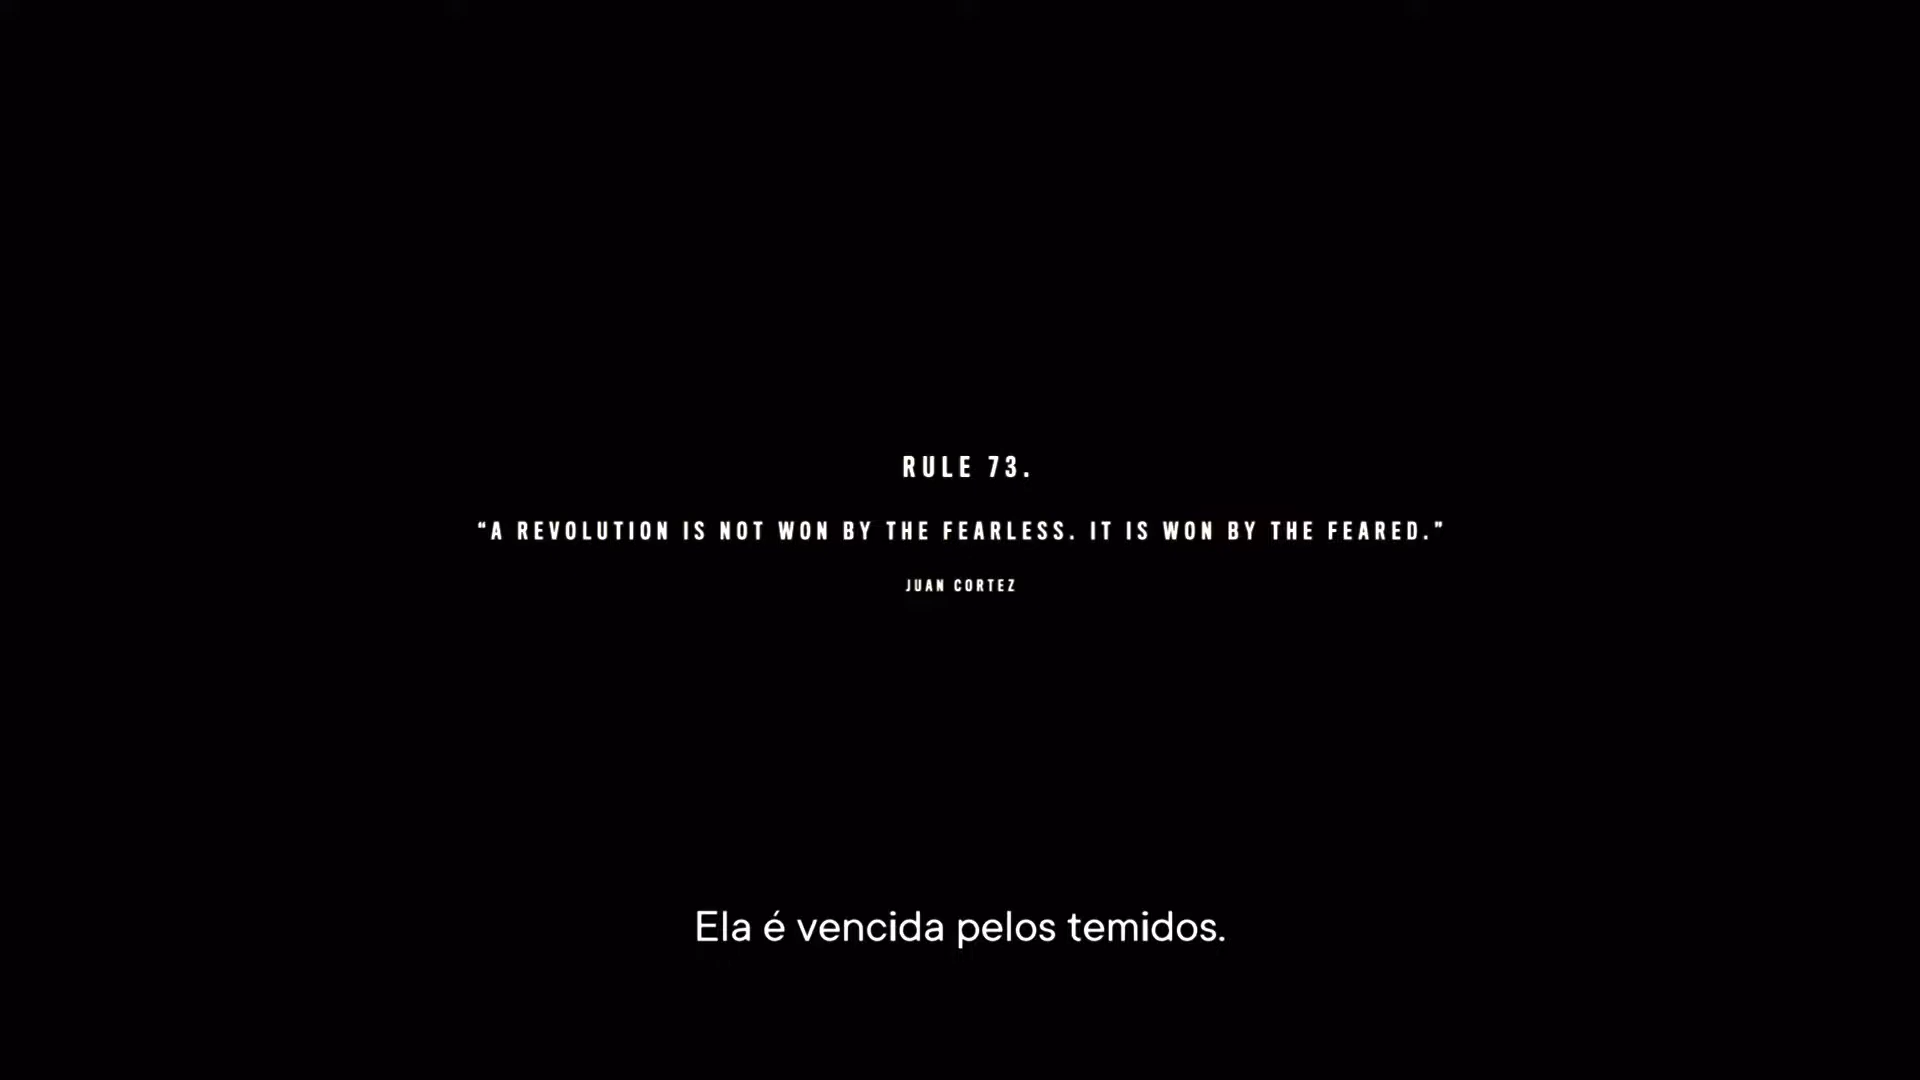 RULE 73.
“A REVOLUTION IS NOT WON BY THE FEARLESS. IT IS WON BY THE FEARED.”
JUAN CORTEZ
Ela é vencida pelos temidos.